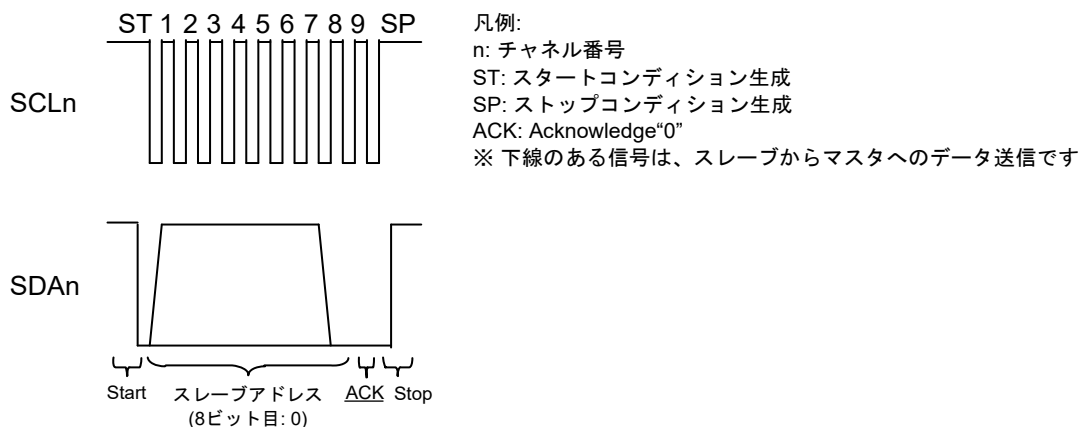 ST 1 2 3 4 5 6 7 8 9 SP
SCLn
凡例:
n: チャネル番号
ST: スタートコンディション生成
SP: ストップコンディション生成
ACK: Acknowledge“0”
※ 下線のある信号は、スレーブからマスタへのデータ送信です
SDAn
Start スレーブアドレス ACK Stop
(8ビット目: 0)